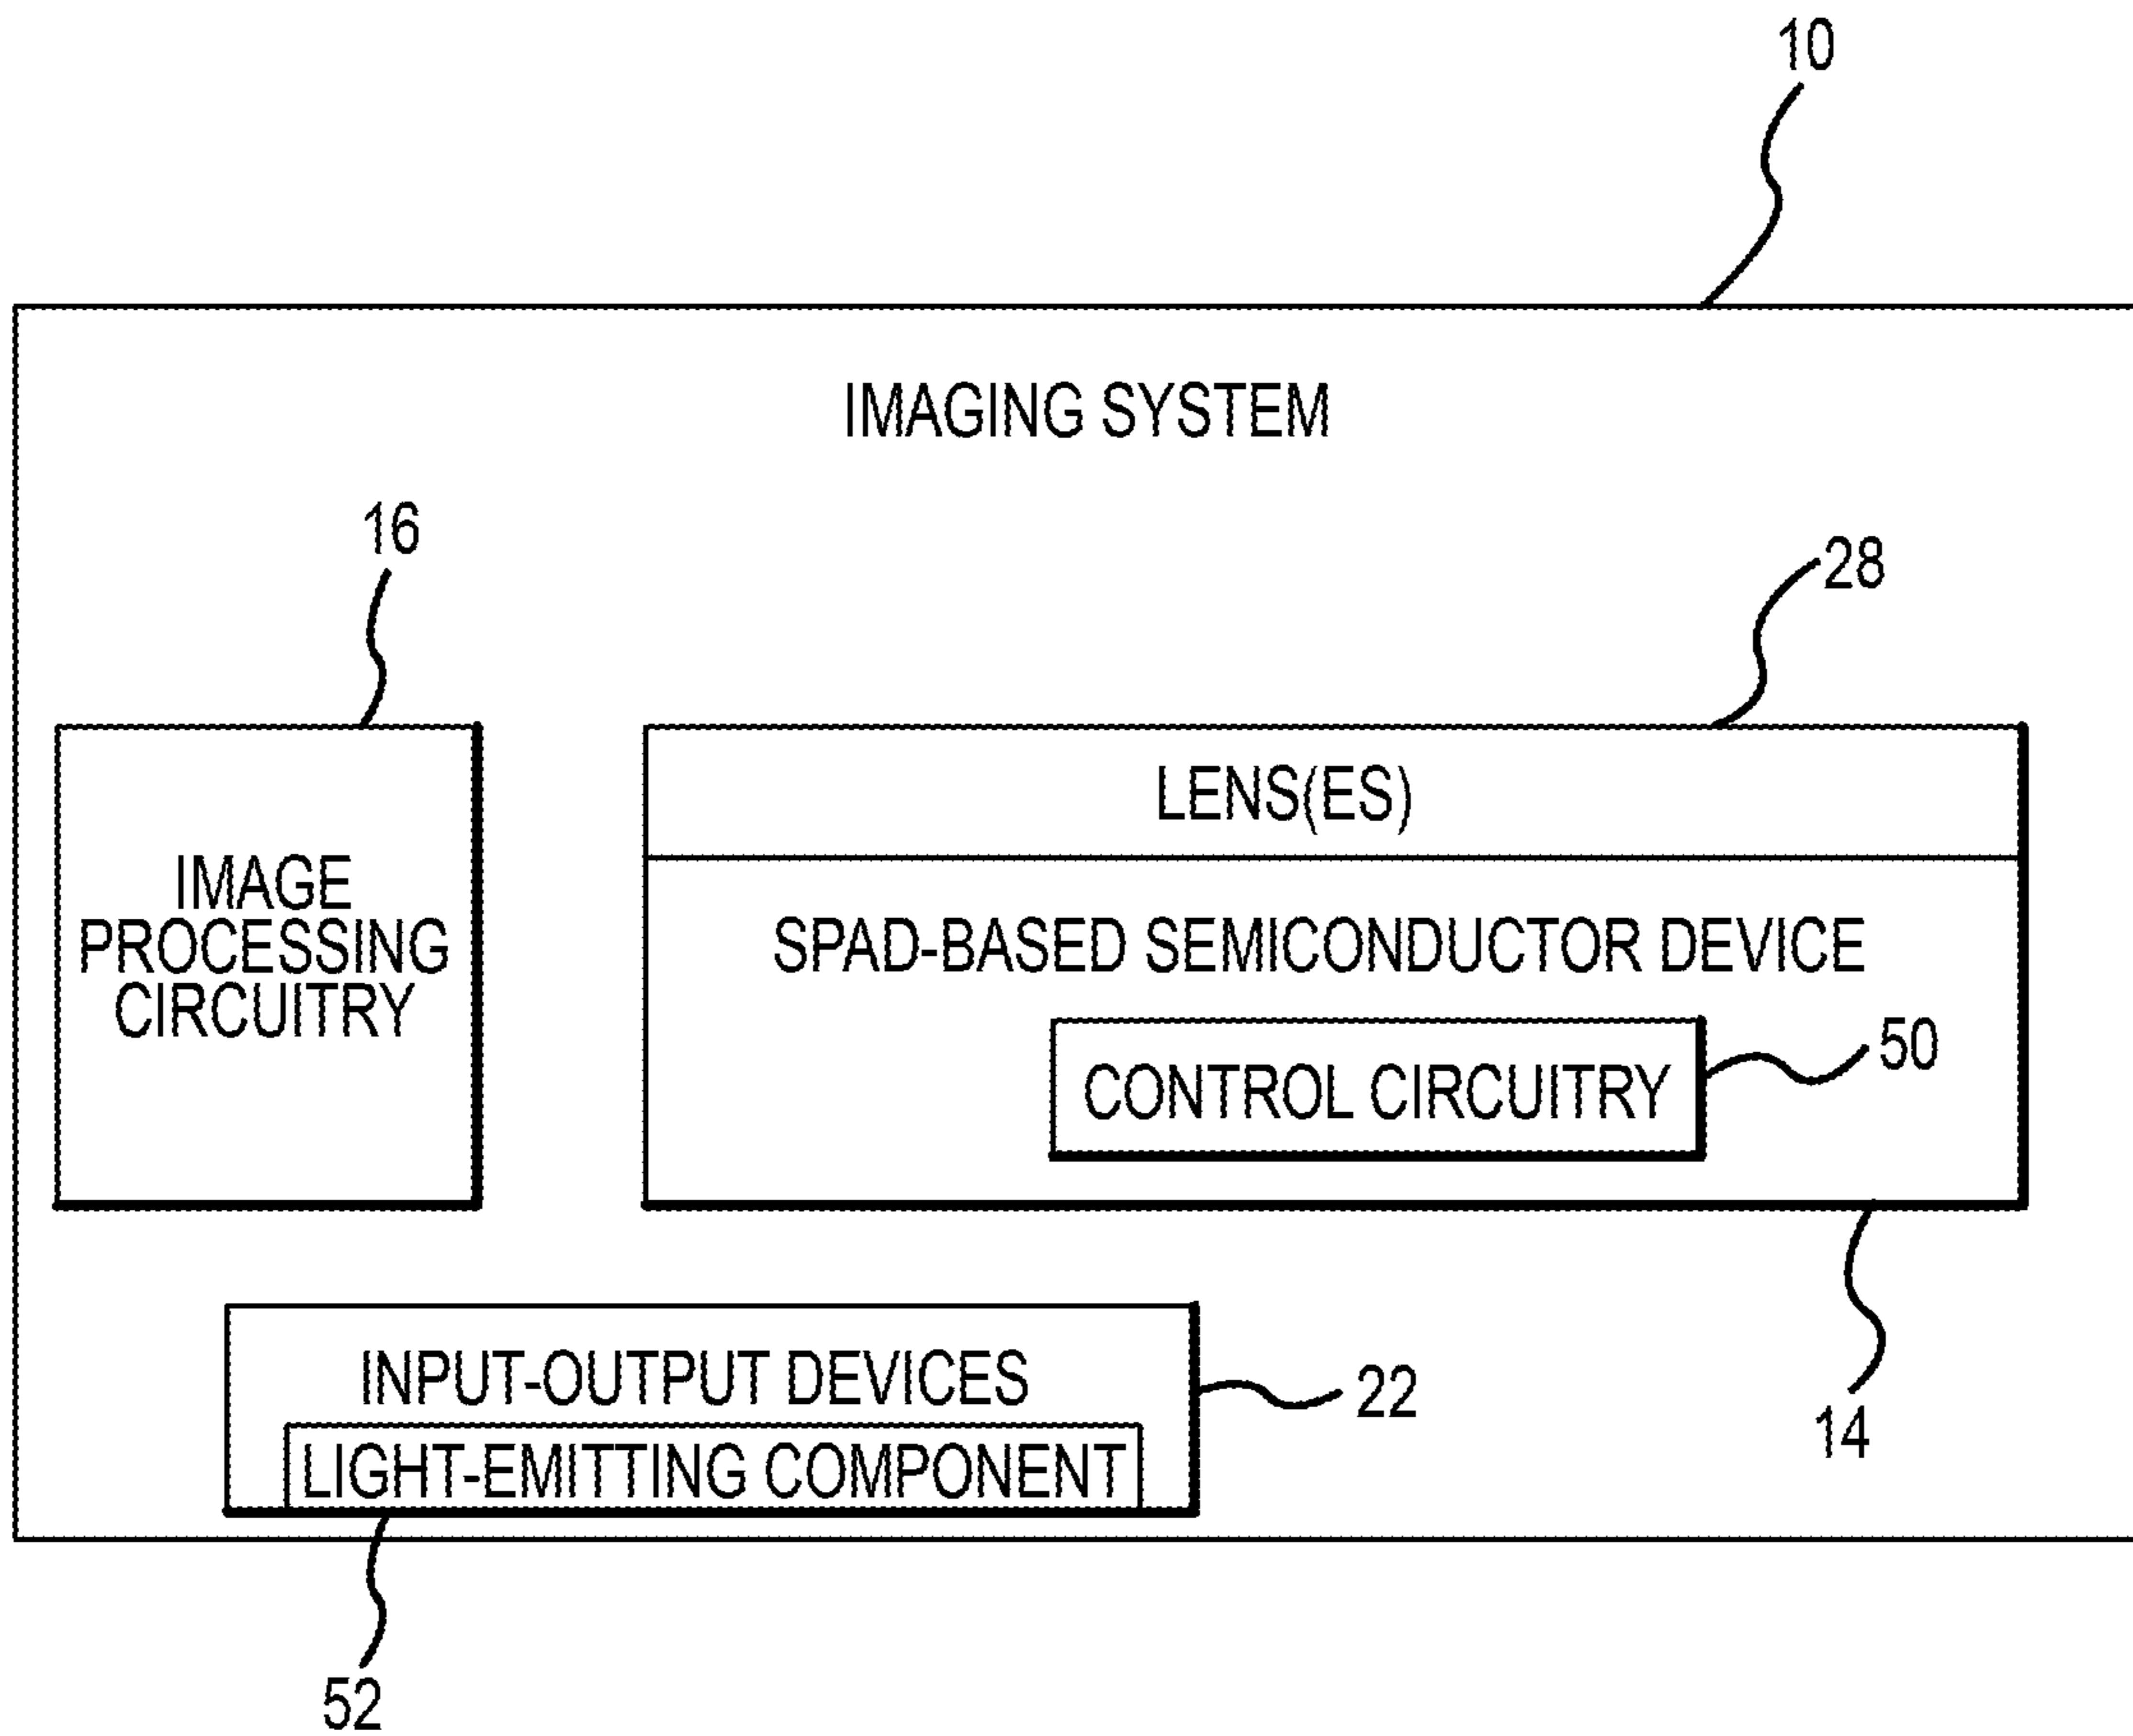 10
IMAGING SYSTEM
16
28
LENS(ES)
IMAGE
PROCESSING
CIRCUITRY
SPAD-BASED SEMICONDUCTOR DEVICE
CONTROL CIRCUITRY
50
INPUT-OUTPUT DEVICES
22
LIGHT-EMITTING COMPONENT
14
52